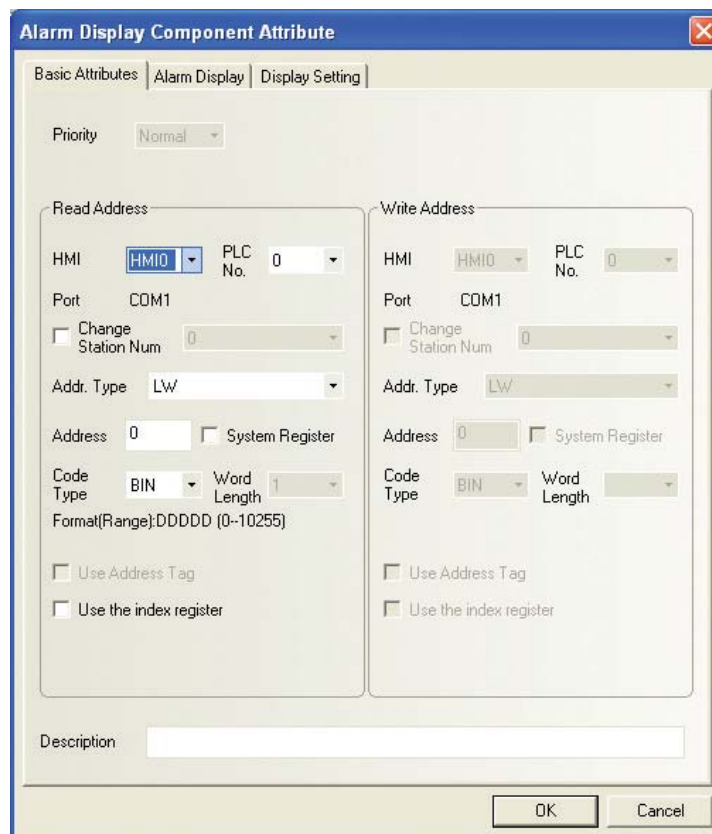 Alarm Display Component Attribute
Basic Attributes Alarm Display Display Setting
Priority Normal
Read Address
HMI HMI0 PLC No. 0
Port COM1
Change Station Num 0
Addr. Type LW
Address 0 System Register
Code Type BIN Word Length 1
Format(Range):DDDDD (0--10255)
Use Address Tag
Use the index register
Write Address
HMI HMI0 PLC No. 0
Port COM1
Change Station Num 0
Addr. Type LW
Address 0 System Register
Code Type BIN Word Length
Use Address Tag
Use the index register
Description
OK Cancel